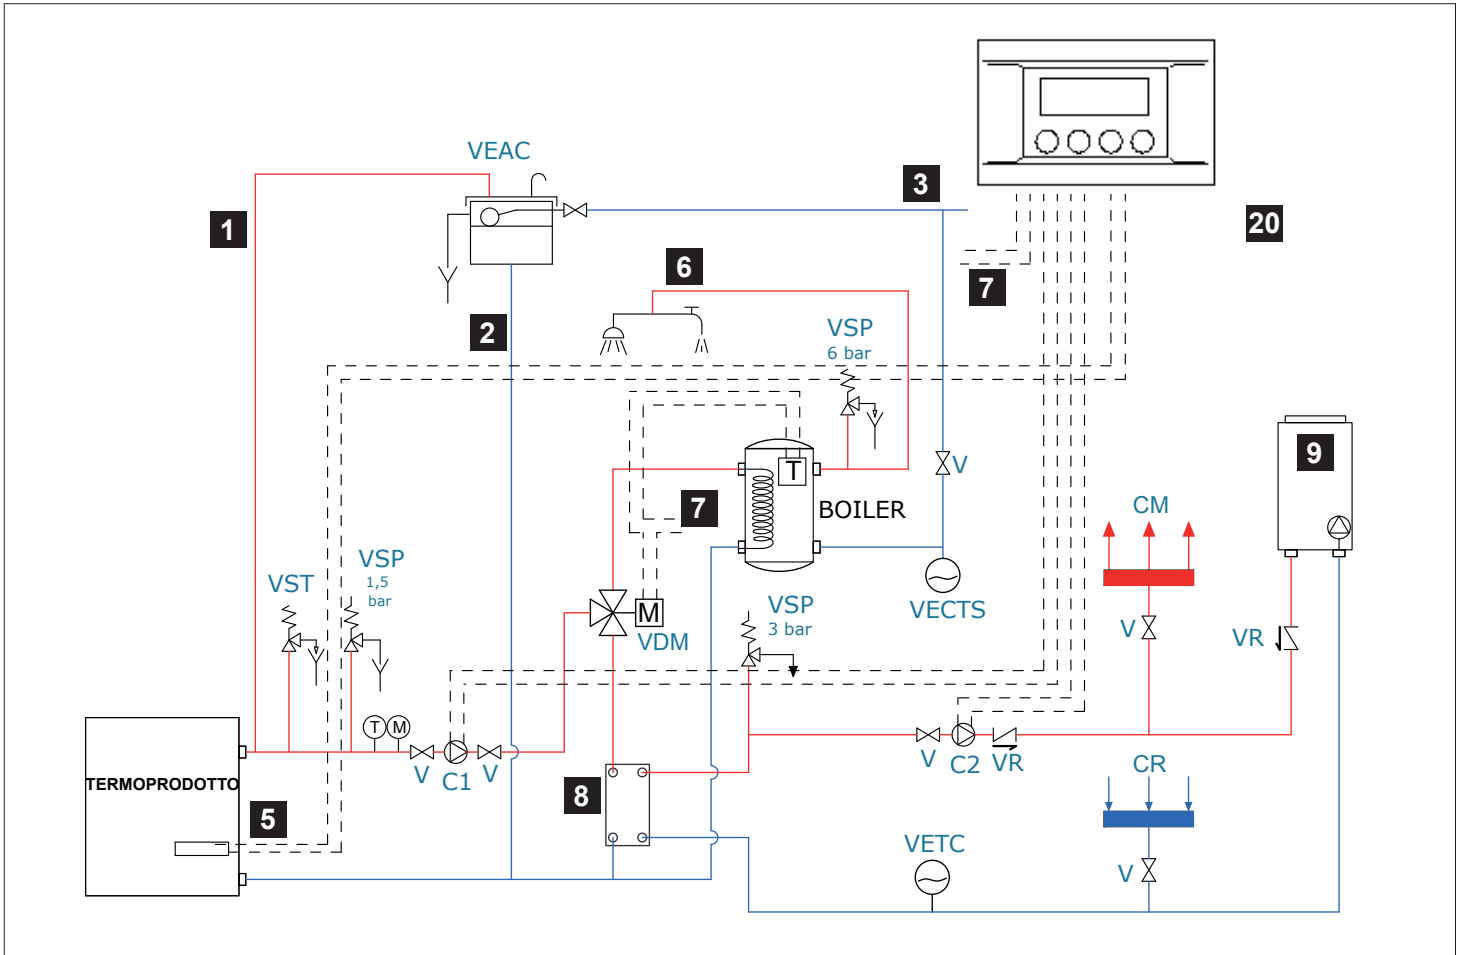 VEAC
3
1
20
6
7
2
VSP
6 bar
9
T
V
CM
7
BOILER
VSP
1,5
bar
VST
VSP
3 bar
VECTS
M
VDM
V
VR
T
M
TERMOPRODOTTO
V
C1
V
V
C2
VR
CR
8
5
VETC
V